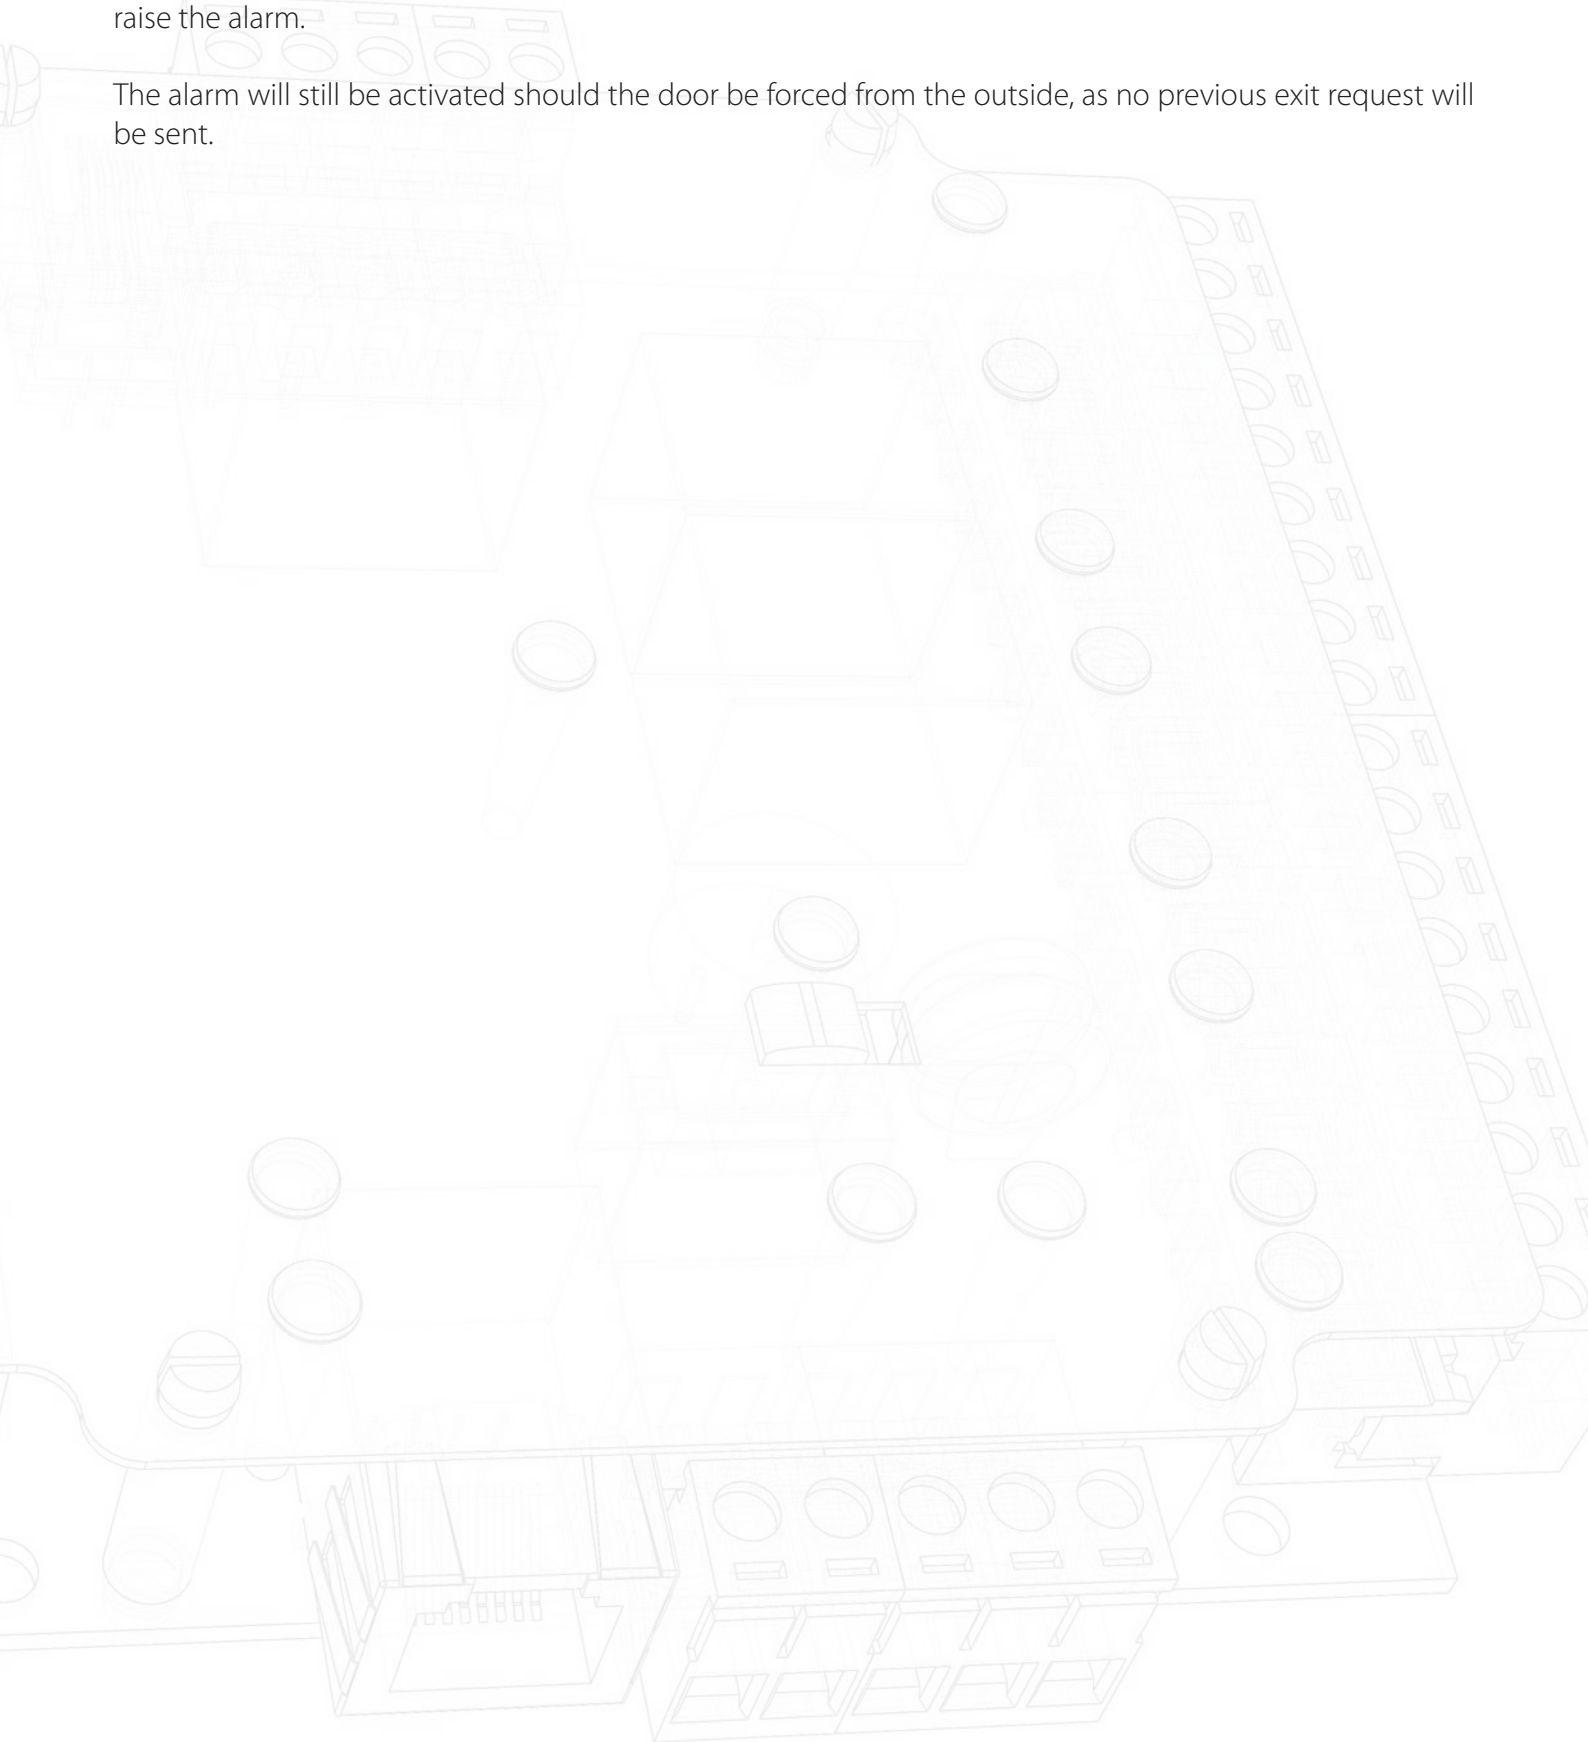 raise the alarm.
The alarm will still be activated should the door be forced from the outside, as no previous exit request will
be sent.